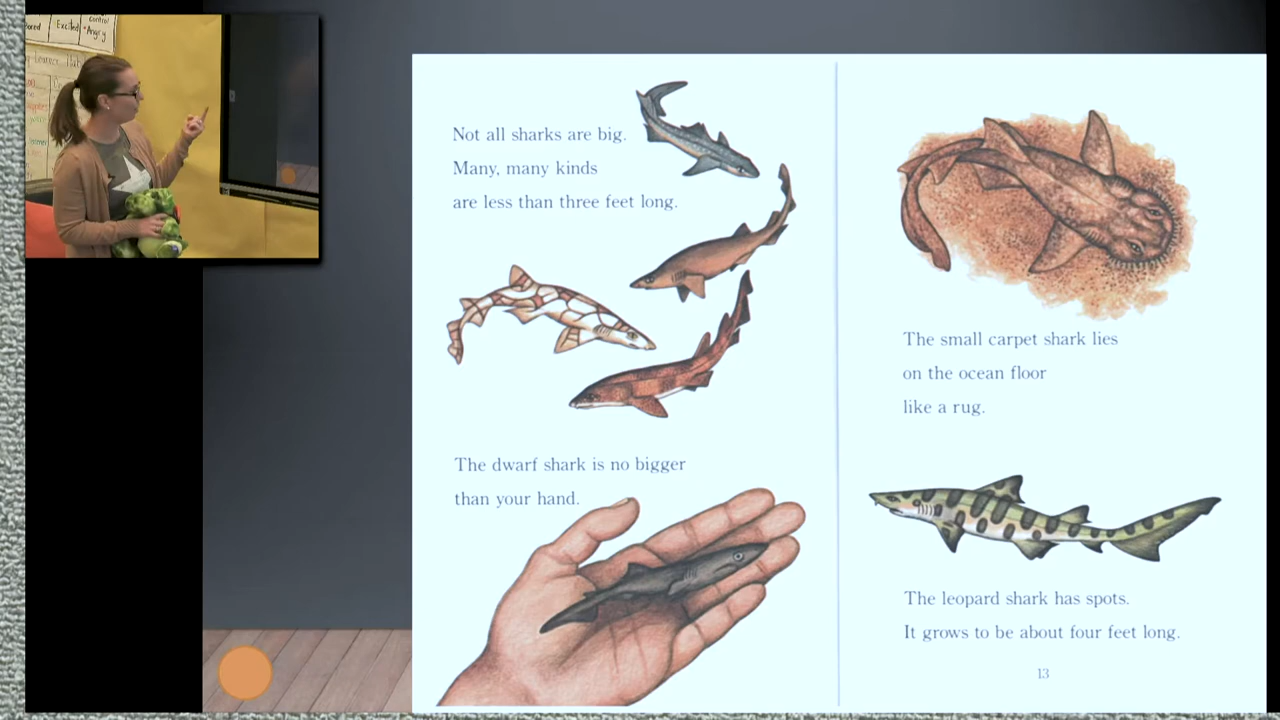 Excited
control
Angry
Not all sharks are big.
Many, many kinds
are less than three feet long.
The dwarf shark is no bigger
than your hand.
The small carpet shark lies
on the ocean floor
like a rug.
The leopard shark has spots.
It grows to be about four feet long.
13